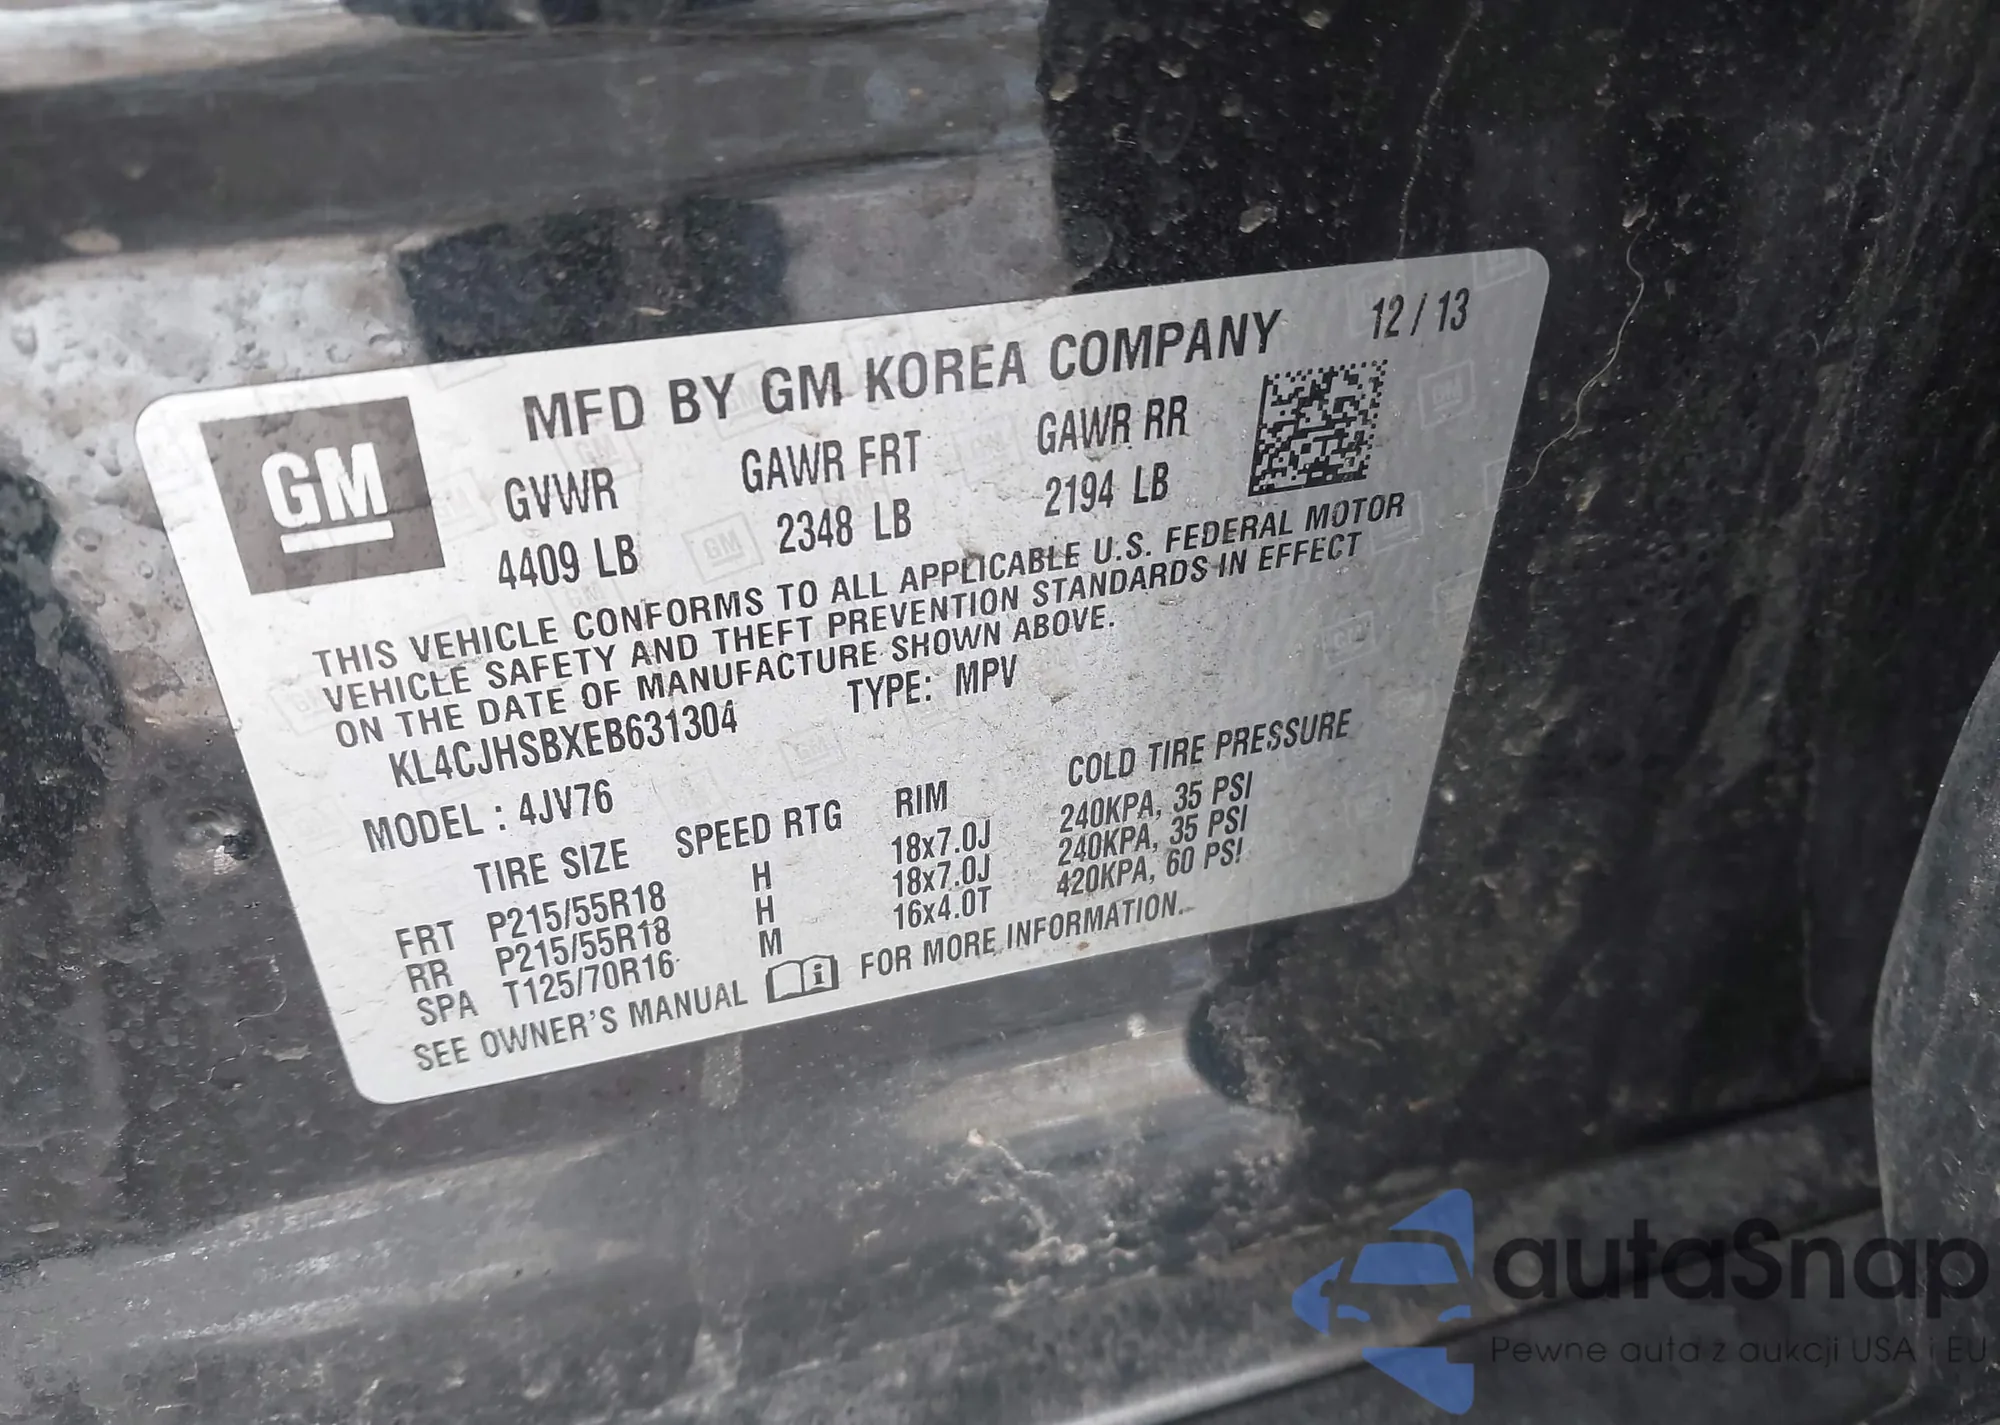 MFD BY GM KOREA COMPANY 12 / 13
GM
GVWR GAWR FRT GAWR RR
4409 LB 2348 LB 2194 LB
THIS VEHICLE CONFORMS TO ALL APPLICABLE U.S. FEDERAL MOTOR
VEHICLE SAFETY AND THEFT PREVENTION STANDARDS IN EFFECT
ON THE DATE OF MANUFACTURE SHOWN ABOVE.
KL4CJHSBXEB631304 TYPE: MPV
MODEL : 4JV76
TIRE SIZE SPEED RTG RIM COLD TIRE PRESSURE
FRT P215/55R18 H 18x7.0J 240KPA, 35 PSI
RR P215/55R18 H 18x7.0J 240KPA, 35 PSI
SPA T125/70R16 M 16x4.0T 420KPA, 60 PSI
SEE OWNER'S MANUAL i FOR MORE INFORMATION.
autaSnap
Pewne auta z aukcji USA i EU